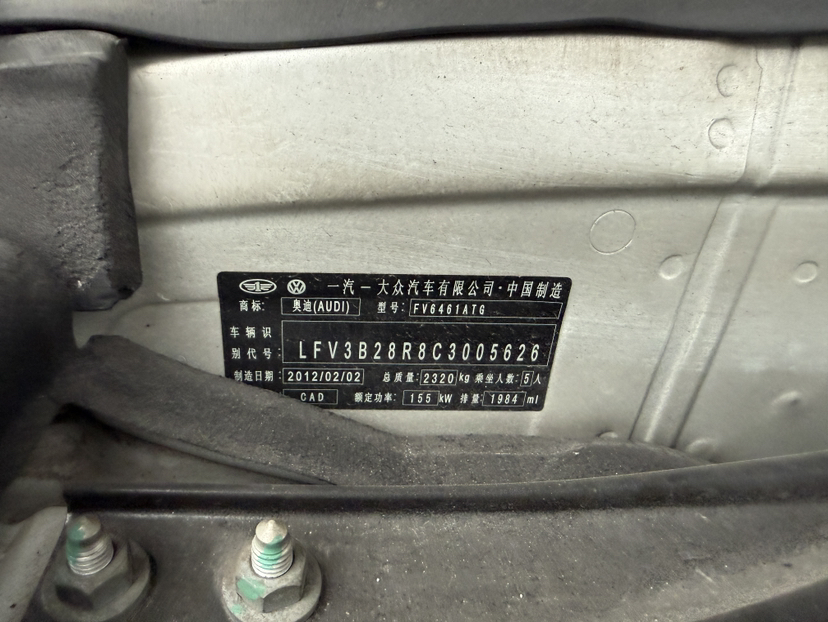 一汽一大众汽车有限公司·中国制造
商标: 奥迪(AUDI) 型号: FV6461ATG
车辆识
别代号: LFV3B28R8C3005626
制造日期: 2012/02/02 总质量: 2320 kg 乘坐人数: 5 人
CAD 额定功率: 155 kW 排量: 1984 ml